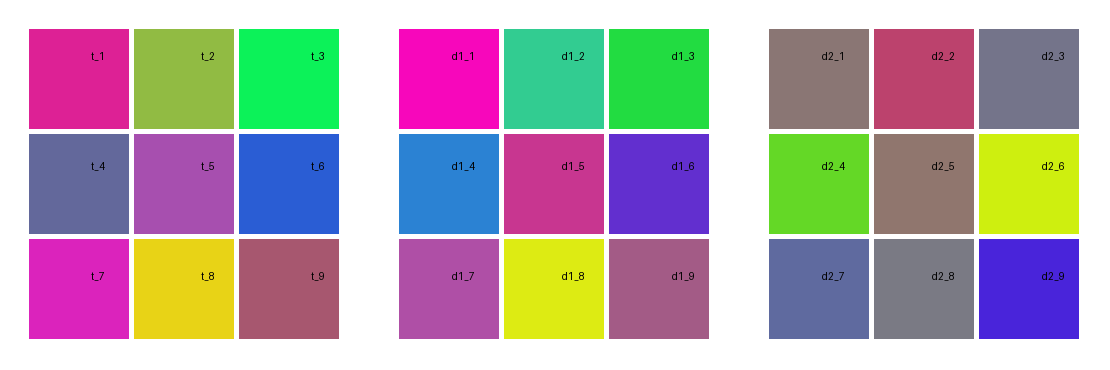 t_1 t_2 t_3
t_4 t_5 t_6
t_7 t_8 t_9
d1_1 d1_2 d1_3
d1_4 d1_5 d1_6
d1_7 d1_8 d1_9
d2_1 d2_2 d2_3
d2_4 d2_5 d2_6
d2_7 d2_8 d2_9